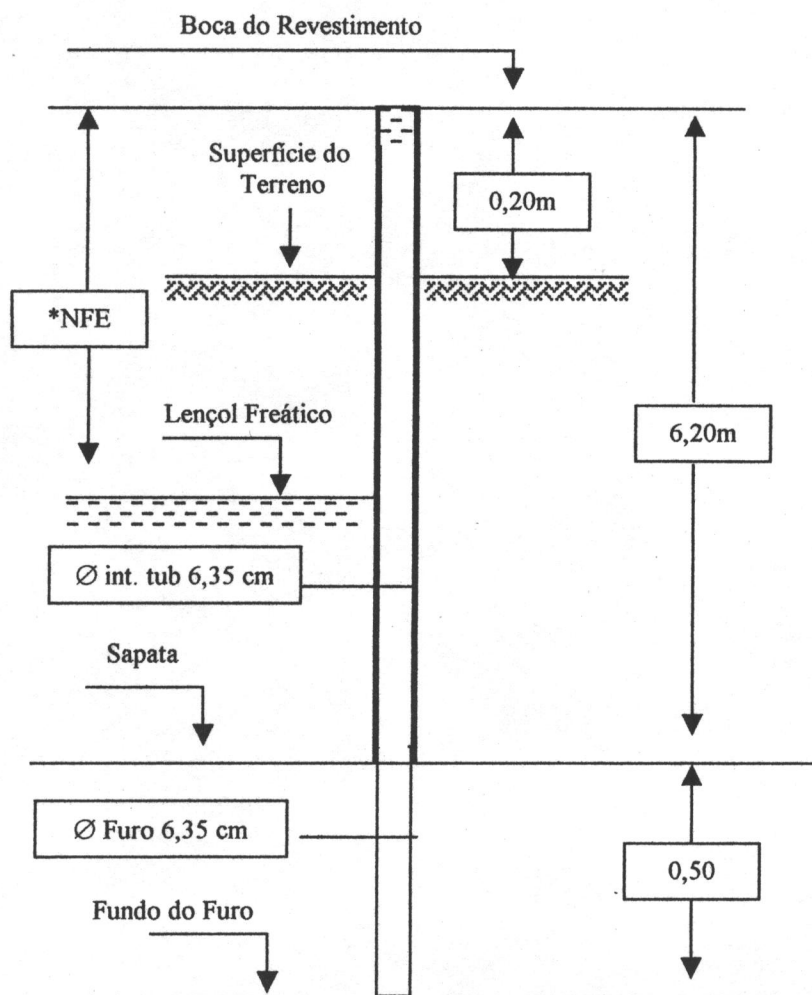 Boca do Revestimento
Superfície do
Terreno
0,20m
*NFE
Lençol Freático
6,20m
Ø int. tub 6,35 cm
Sapata
Ø Furo 6,35 cm
0,50
Fundo do Furo